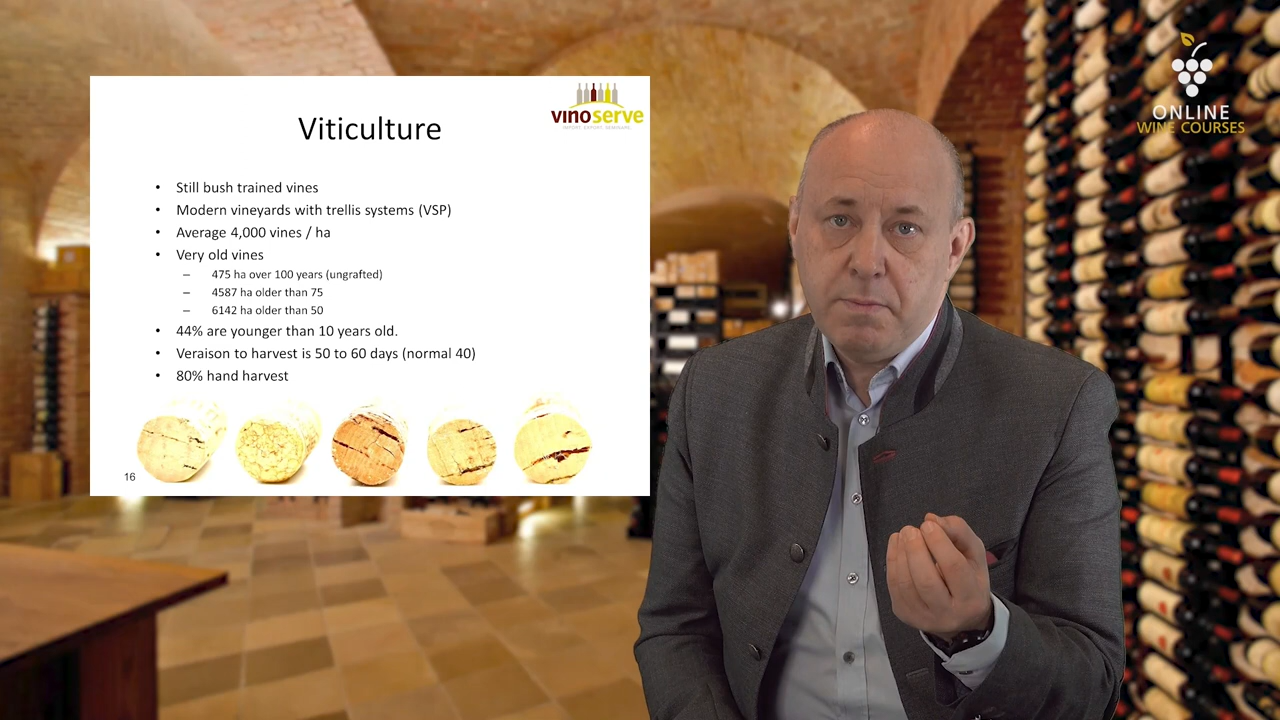 Viticulture
vinoserve
IMPORT. EXPORT. SEMINARS.
• Still bush trained vines
• Modern vineyards with trellis systems (VSP)
• Average 4,000 vines / ha
• Very old vines
– 475 ha over 100 years (ungrafted)
– 4587 ha older than 75
– 6142 ha older than 50
• 44% are younger than 10 years old.
• Veraison to harvest is 50 to 60 days (normal 40)
• 80% hand harvest
16
ONLINE
WINE COURSES